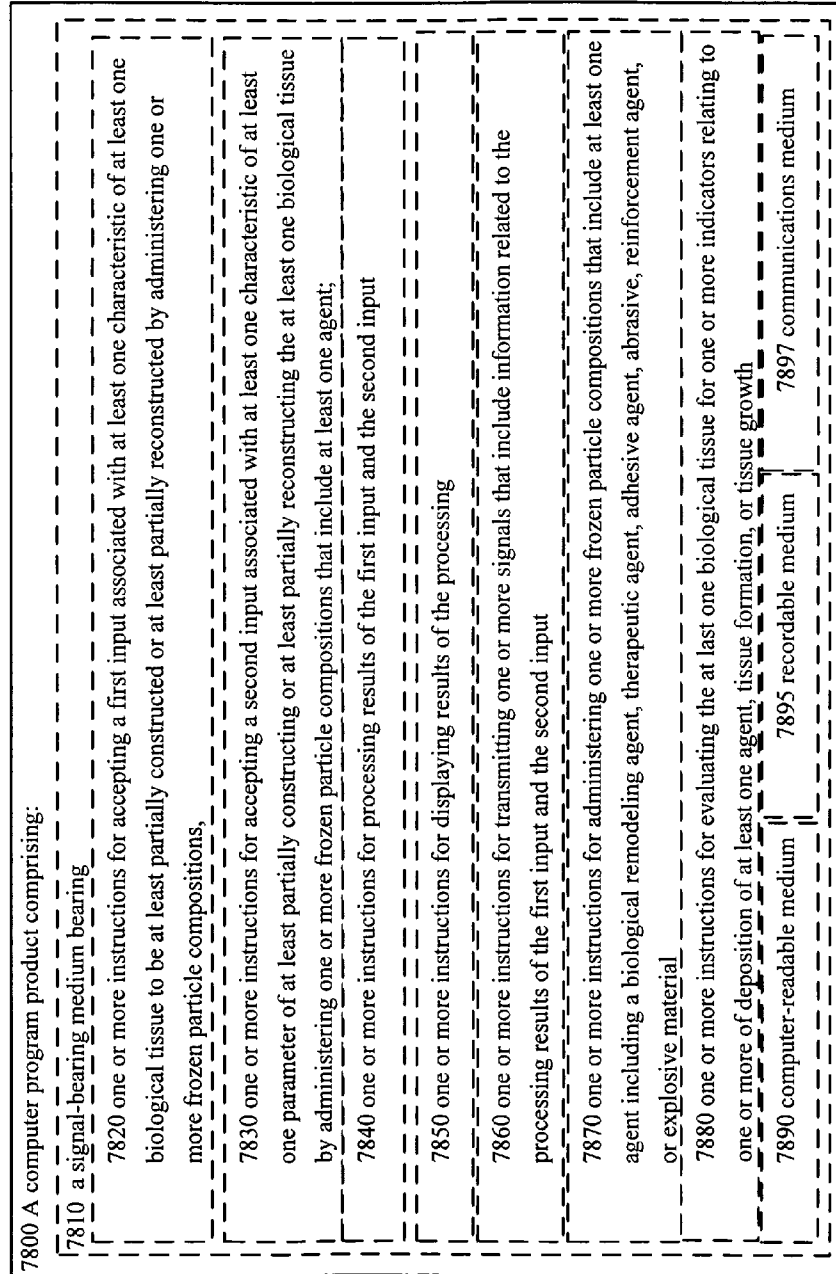 7800 A computer program product comprising:
7810 a signal-bearing medium bearing
7820 one or more instructions for accepting a first input associated with at least one characteristic of at least one
biological tissue to be at least partially constructed or at least partially reconstructed by administering one or
more frozen particle compositions,
7830 one or more instructions for accepting a second input associated with at least one characteristic of at least
one parameter of at least partially constructing or at least partially reconstructing the at least one biological tissue
by administering one or more frozen particle compositions that include at least one agent;
7840 one or more instructions for processing results of the first input and the second input
7850 one or more instructions for displaying results of the processing
7860 one or more instructions for transmitting one or more signals that include information related to the
processing results of the first input and the second input
7870 one or more instructions for administering one or more frozen particle compositions that include at least one
agent including a biological remodeling agent, therapeutic agent, adhesive agent, abrasive, reinforcement agent,
or explosive material
7880 one or more instructions for evaluating the at last one biological tissue for one or more indicators relating to
one or more of deposition of at least one agent, tissue formation, or tissue growth
7890 computer-readable medium
7895 recordable medium
7897 communications medium